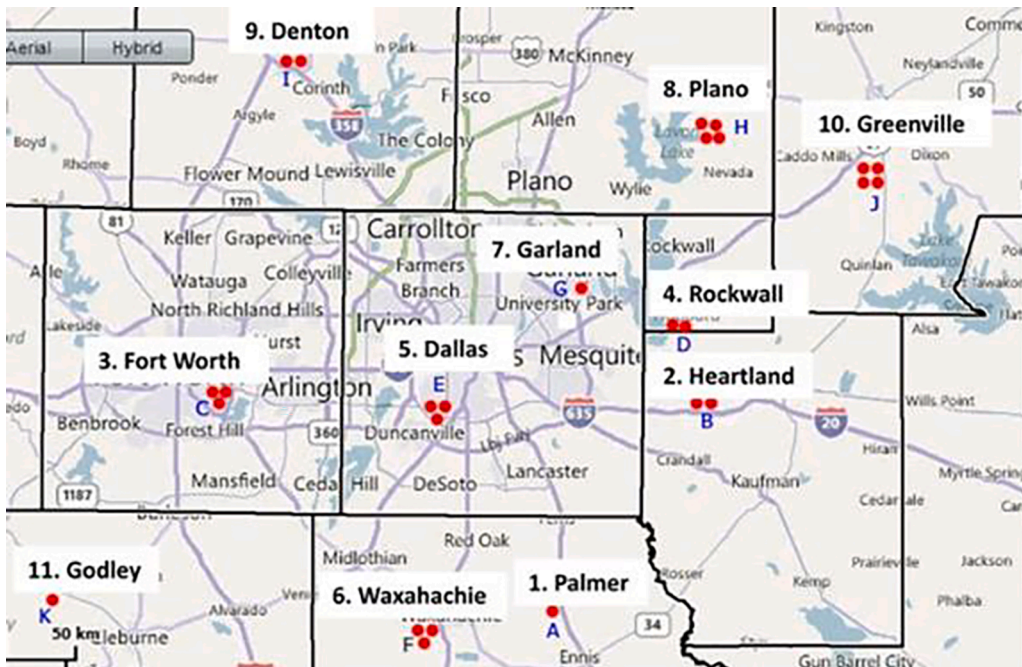 Aerial
Hybrid
9. Denton
I
Ponder
Corinth
Argyle
Boyd
Rhome
The Colony
Flower Mound
Lewisville
170
380
McKinney
Allen
8. Plano
H
Lake
Nevada
Wylie
Plano
Kingston
Neylandville
50
10. Greenville
Caddo Mills
Dixon
J
Quinlan
Lake
81
Keller
Grapevine
Colleyville
Watauga
North Richland Hills
Lakeside
3. Fort Worth
C
Arlington
Benbrook
Forest Hill
360
Mansfield
1187
Carrollton
Farmers
Branch
7. Garland
G
University Park
Irving
5. Dallas
E
Duncanville
Mesquite
635
Lancaster
DeSoto
Cedar Hill
4. Rockwall
D
2. Heartland
B
20
Wills Point
Alsa
Crandall
Kaufman
Rosser
Kemp
Prairieville
Jackson
Phalba
Gun Barrel City
11. Godley
K
50 km
Alvarado
Midlothian
Red Oak
6. Waxahachie
F
1. Palmer
A
34
Ennis